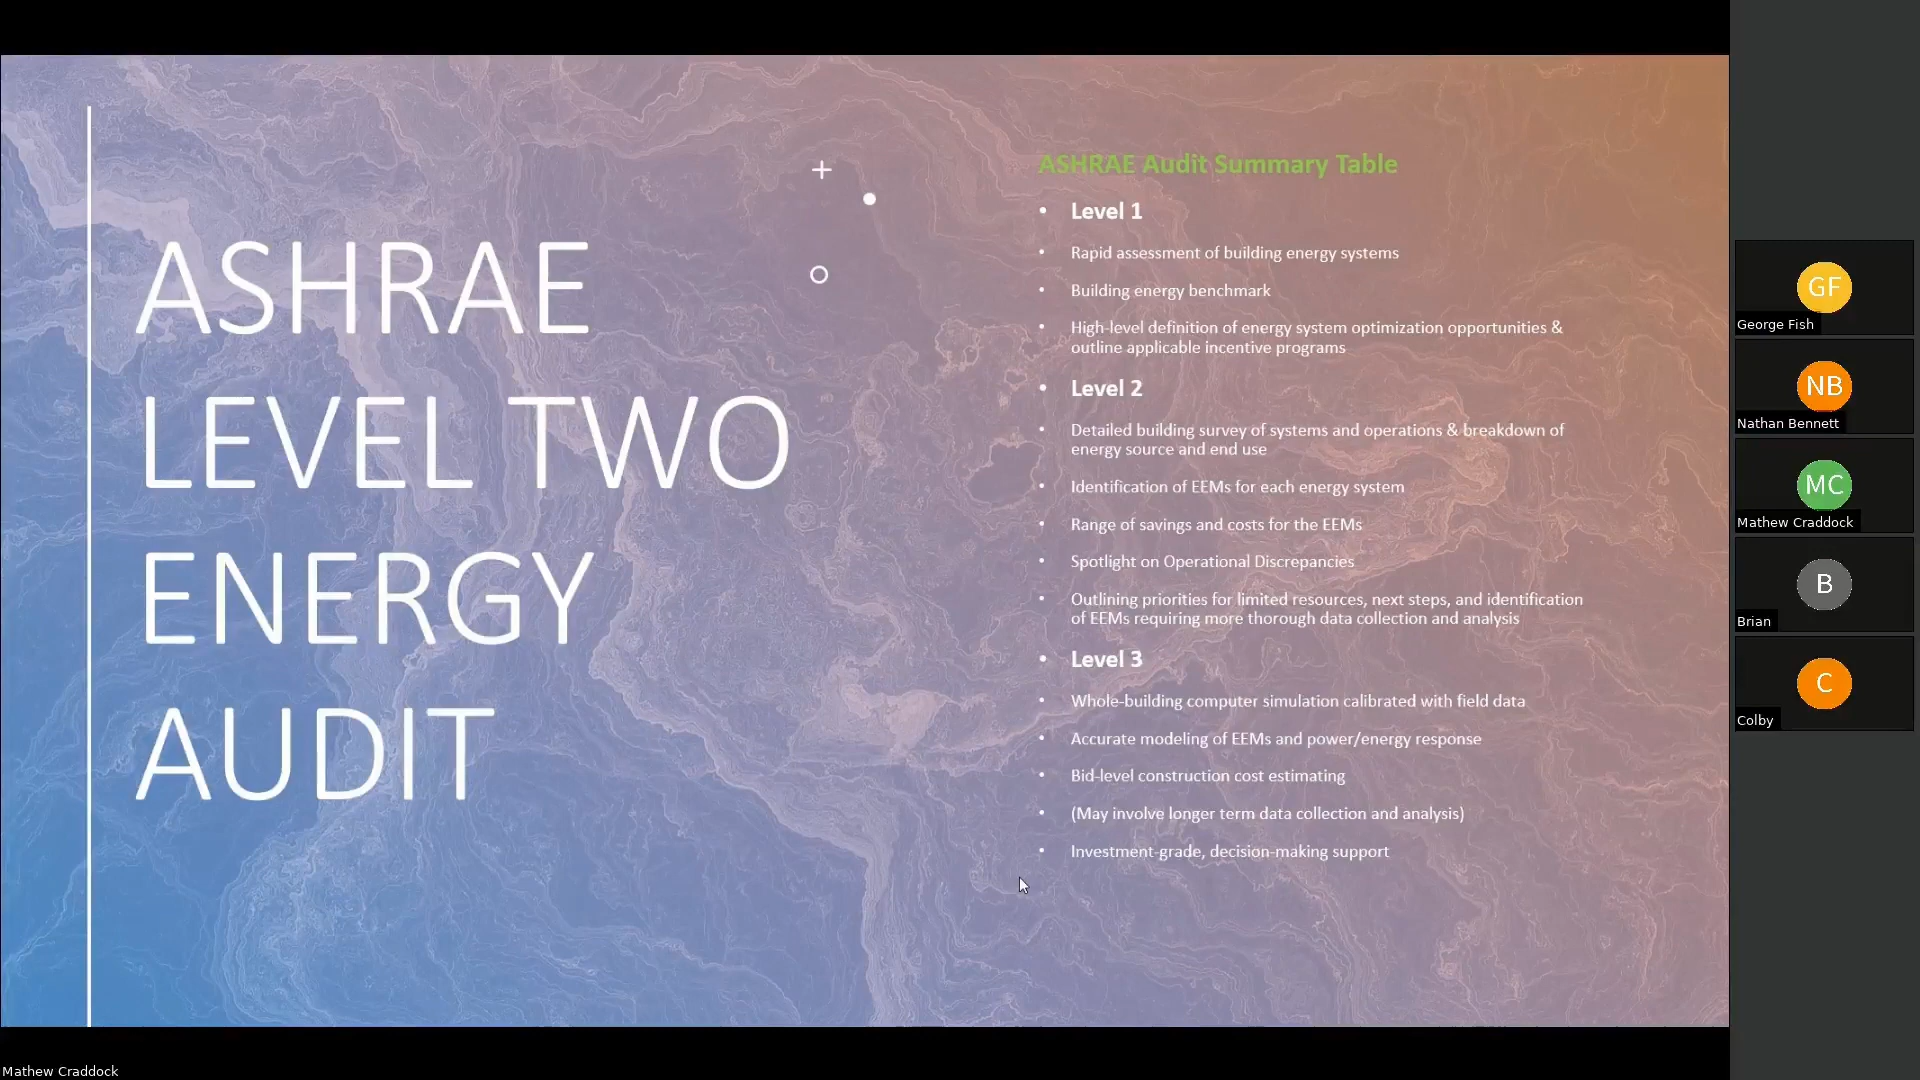 ASHRAE
LEVEL TWO
ENERGY
AUDIT
ASHRAE Audit Summary Table
• Level 1
• Rapid assessment of building energy systems
• Building energy benchmark
• High-level definition of energy system optimization opportunities &
outline applicable incentive programs
• Level 2
• Detailed building survey of systems and operations & breakdown of
energy source and end use
• Identification of EEMs for each energy system
• Range of savings and costs for the EEMs
• Spotlight on Operational Discrepancies
• Outlining priorities for limited resources, next steps, and identification
of EEMs requiring more thorough data collection and analysis
• Level 3
• Whole-building computer simulation calibrated with field data
• Accurate modeling of EEMs and power/energy response
• Bid-level construction cost estimating
• (May involve longer term data collection and analysis)
• Investment-grade, decision-making support
GF
George Fish
NB
Nathan Bennett
MC
Mathew Craddock
B
Brian
C
Colby
Mathew Craddock